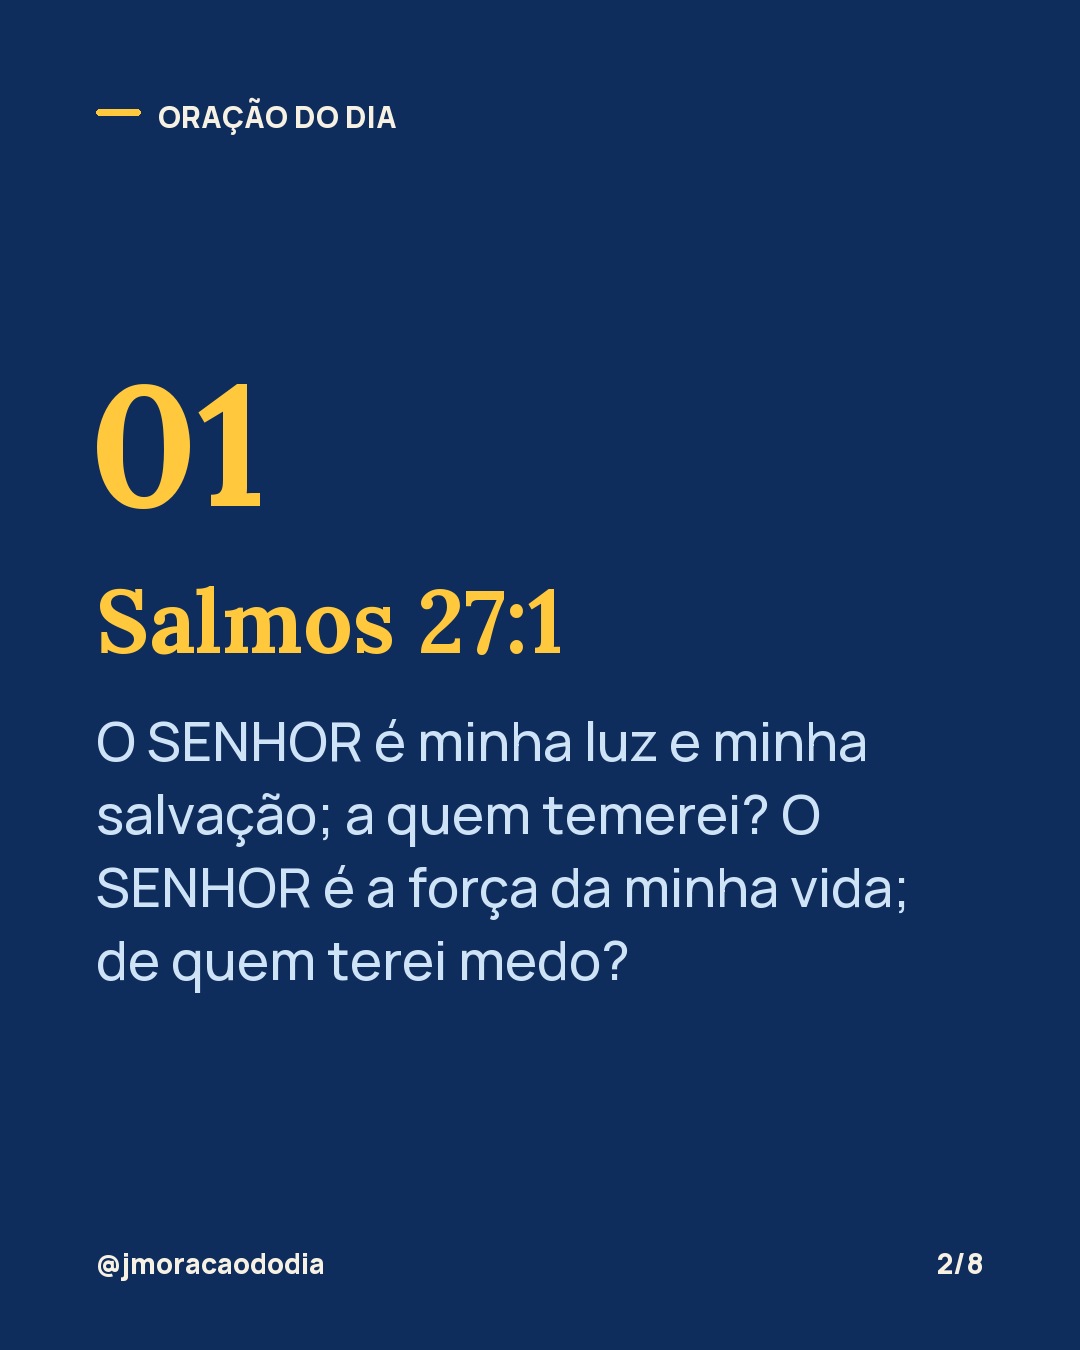 ORAÇÃO DO DIA
01
Salmos 27:1
O SENHOR é minha luz e minha
salvação; a quem temerei? O
SENHOR é a força da minha vida;
de quem terei medo?
@jmoracaododia
2/8